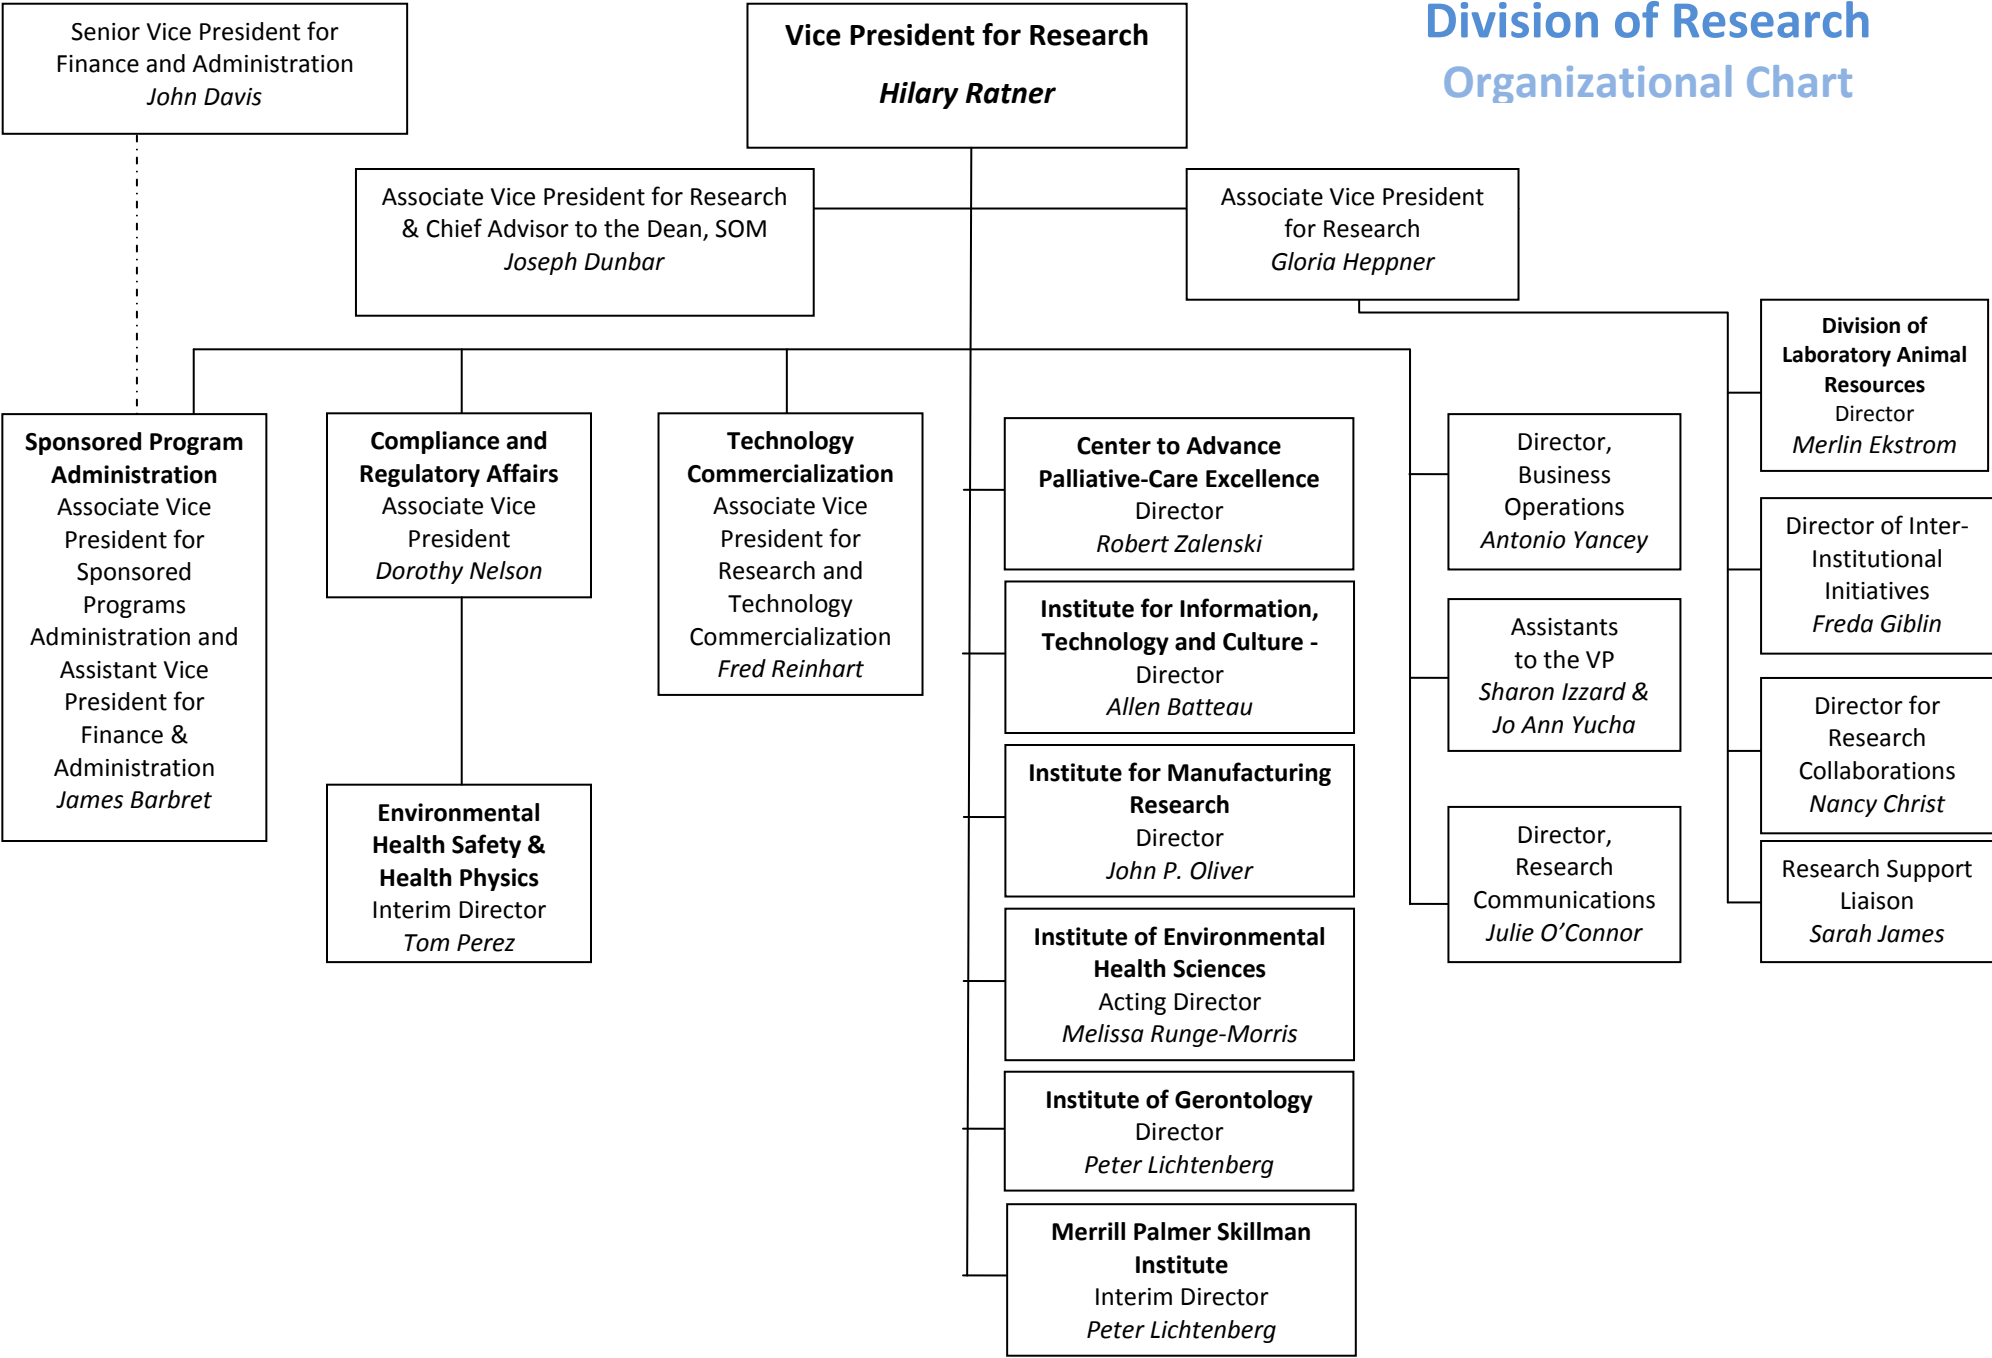 Senior Vice President for
Finance and Administration
John Davis
Vice President for Research
Hilary Ratner
Division of Research
Organizational Chart
Associate Vice President for Research
& Chief Advisor to the Dean, SOM
Joseph Dunbar
Associate Vice President
for Research
Gloria Heppner
Sponsored Program
Administration
Associate Vice
President for
Sponsored
Programs
Administration and
Assistant Vice
President for
Finance &
Administration
James Barbret
Compliance and
Regulatory Affairs
Associate Vice
President
Dorothy Nelson
Environmental
Health Safety &
Health Physics
Interim Director
Tom Perez
Technology
Commercialization
Associate Vice
President for
Research and
Technology
Commercialization
Fred Reinhart
Center to Advance
Palliative-Care Excellence
Director
Robert Zalenski
Institute for Information,
Technology and Culture -
Director
Allen Batteau
Institute for Manufacturing
Research
Director
John P. Oliver
Institute of Environmental
Health Sciences
Acting Director
Melissa Runge-Morris
Institute of Gerontology
Director
Peter Lichtenberg
Merrill Palmer Skillman
Institute
Interim Director
Peter Lichtenberg
Director,
Business
Operations
Antonio Yancey
Assistants
to the VP
Sharon Izzard &
Jo Ann Yucha
Director,
Research
Communications
Julie O’Connor
Division of
Laboratory Animal
Resources
Director
Merlin Ekstrom
Director of Inter-
Institutional
Initiatives
Freda Giblin
Director for
Research
Collaborations
Nancy Christ
Research Support
Liaison
Sarah James